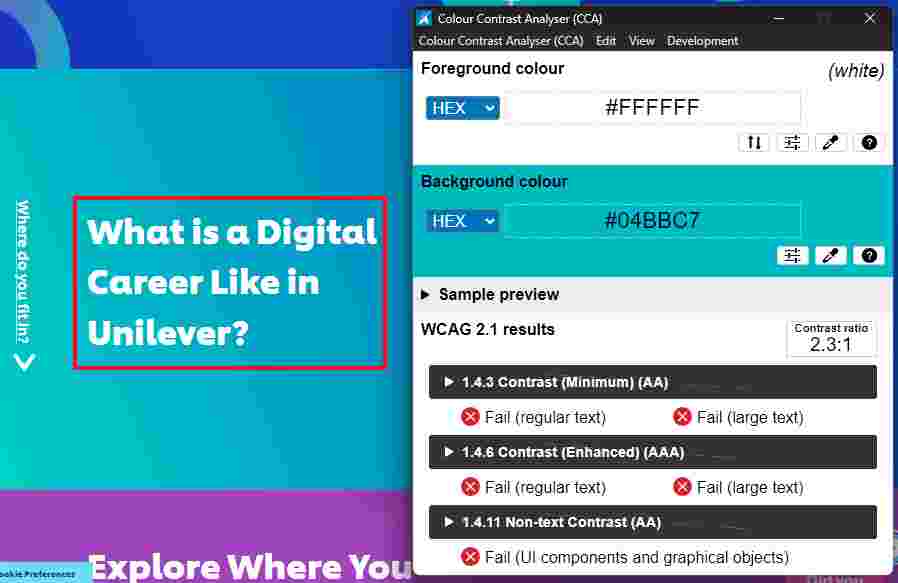 Colour Contrast Analyser (CCA)
Colour Contrast Analyser (CCA) Edit View Development
Foreground colour
(white)
HEX
#FFFFFF
Background colour
HEX
#04BBC7
Sample preview
WCAG 2.1 results
Contrast ratio
2.3:1
1.4.3 Contrast (Minimum) (AA)
Fail (regular text) Fail (large text)
1.4.6 Contrast (Enhanced) (AAA)
Fail (regular text) Fail (large text)
1.4.11 Non-text Contrast (AA)
Fail (UI components and graphical objects)
Where do you fit in?
What is a Digital
Career Like in
Unilever?
Explore Where You
ookie Preferences
Did you